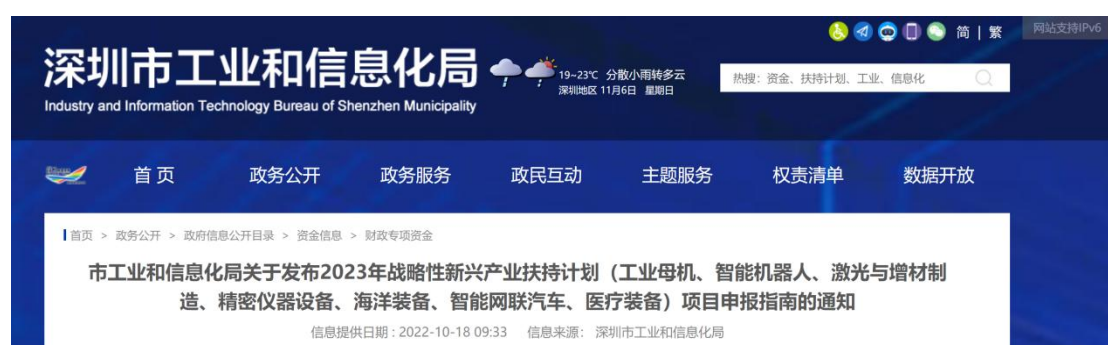 简 | 繁
网站支持IPv6
深圳市工业和信息化局
Industry and Information Technology Bureau of Shenzhen Municipality
19~23℃ 分散小雨转多云
深圳地区 11月6日 星期日
热搜：资金、扶持计划、工业、信息化
首页 政务公开 政务服务 政民互动 主题服务 权责清单 数据开放
首页 > 政务公开 > 政府信息公开目录 > 资金信息 > 财政专项资金
市工业和信息化局关于发布2023年战略性新兴产业扶持计划（工业母机、智能机器人、激光与增材制
造、精密仪器设备、海洋装备、智能网联汽车、医疗装备）项目申报指南的通知
信息提供日期 : 2022-10-18 09:33 信息来源： 深圳市工业和信息化局